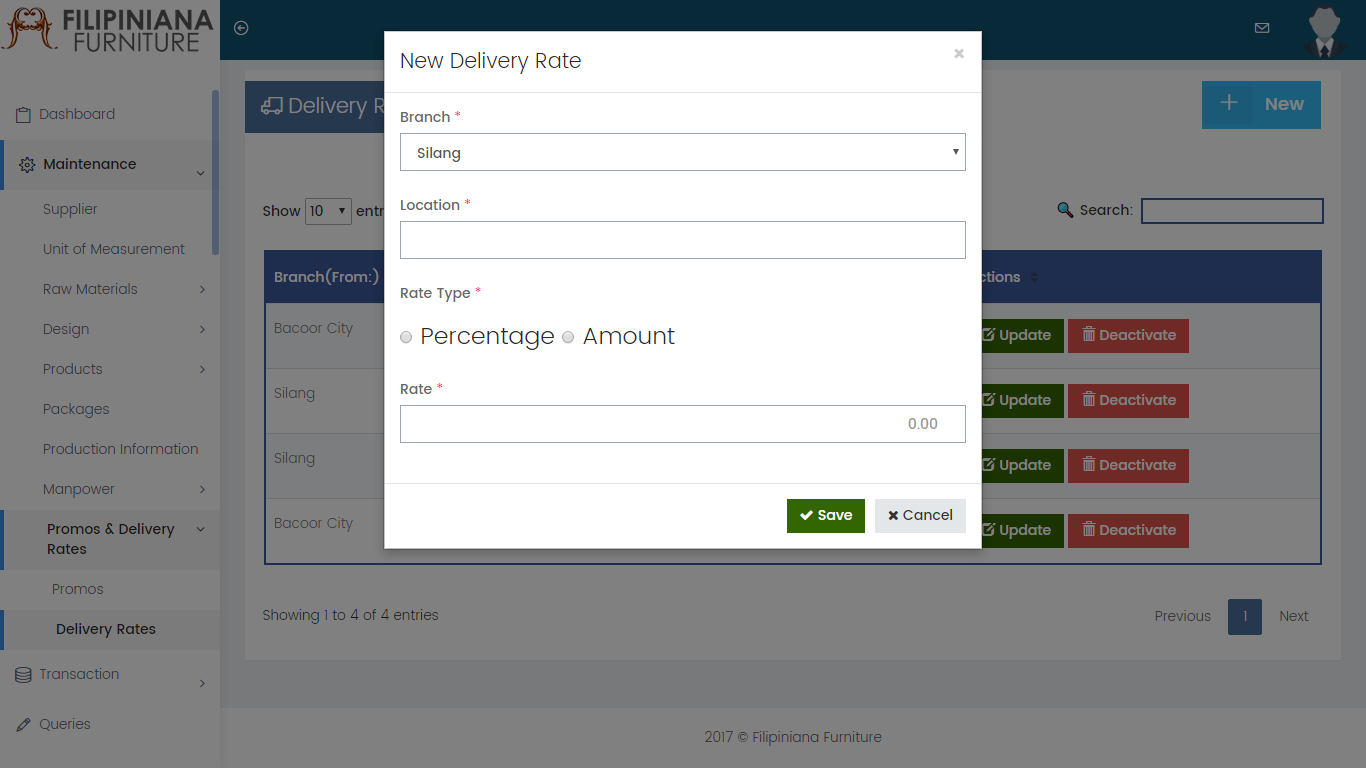 FILIPINIANA
FURNITURE
Dashboard
Maintenance
Supplier
Unit of Measurement
Raw Materials
Design
Products
Packages
Production Information
Manpower
Promos & Delivery
Rates
Promos
Delivery Rates
Transaction
Queries
Delivery R
New
Show 10 entr
Search:
Branch(From:)
ctions
Bacoor City
Update Deactivate
Silang
Update Deactivate
Silang
Update Deactivate
Bacoor City
Update Deactivate
Showing 1 to 4 of 4 entries
Previous 1 Next
2017 © Filipiniana Furniture
New Delivery Rate
×
Branch *
Silang
Location *
Rate Type *
Percentage Amount
Rate *
0.00
Save Cancel